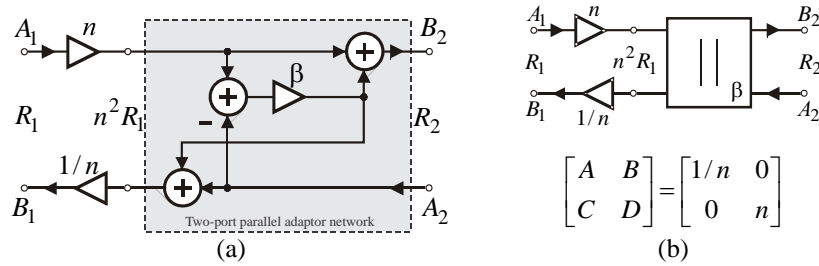 A₁ n B₂
+
β
+
−
R₁ n²R₁ R₂
1/n
+
B₁ A₂
Two-port parallel adaptor network
(a)
A₁ n B₂
R₁ n²R₁ || R₂
β
B₁ 1/n A₂
[A B; C D] = [1/n 0; 0 n]
(b)